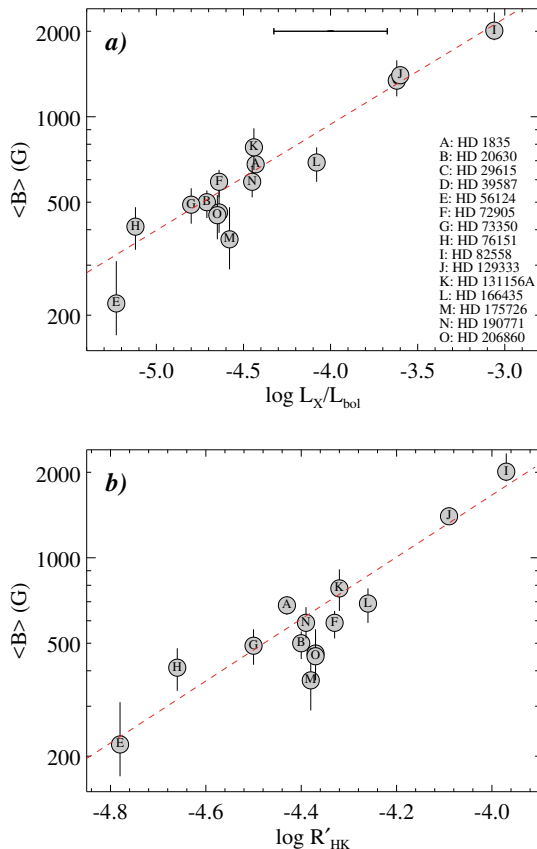 a)
2000
1000
500
200
<B> (G)
I
J
K
A
L
F
N
G
B
O
M
H
E
A: HD 1835
B: HD 20630
C: HD 29615
D: HD 39587
E: HD 56124
F: HD 72905
G: HD 73350
H: HD 76151
I: HD 82558
J: HD 129333
K: HD 131156A
L: HD 166435
M: HD 175726
N: HD 190771
O: HD 206860
-5.0 -4.5 -4.0 -3.5 -3.0
log L_X/L_bol
b)
2000
1000
500
200
<B> (G)
I
J
K
A
L
N
F
B
G
O
H
M
E
-4.8 -4.6 -4.4 -4.2 -4.0
log R′_HK